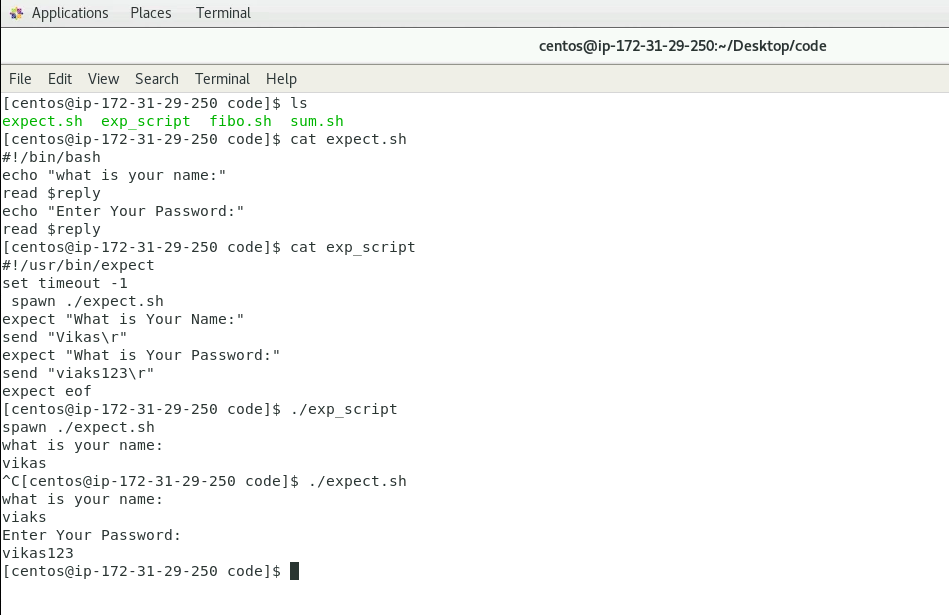 Applications Places Terminal
centos@ip-172-31-29-250:~/Desktop/code
File Edit View Search Terminal Help
[centos@ip-172-31-29-250 code]$ ls
expect.sh exp_script fibo.sh sum.sh
[centos@ip-172-31-29-250 code]$ cat expect.sh
#!/bin/bash
echo "what is your name:"
read $reply
echo "Enter Your Password:"
read $reply
[centos@ip-172-31-29-250 code]$ cat exp_script
#!/usr/bin/expect
set timeout -1
 spawn ./expect.sh
expect "What is Your Name:"
send "Vikas\r"
expect "What is Your Password:"
send "viaks123\r"
expect eof
[centos@ip-172-31-29-250 code]$ ./exp_script
spawn ./expect.sh
what is your name:
vikas
^C[centos@ip-172-31-29-250 code]$ ./expect.sh
what is your name:
viaks
Enter Your Password:
vikas123
[centos@ip-172-31-29-250 code]$